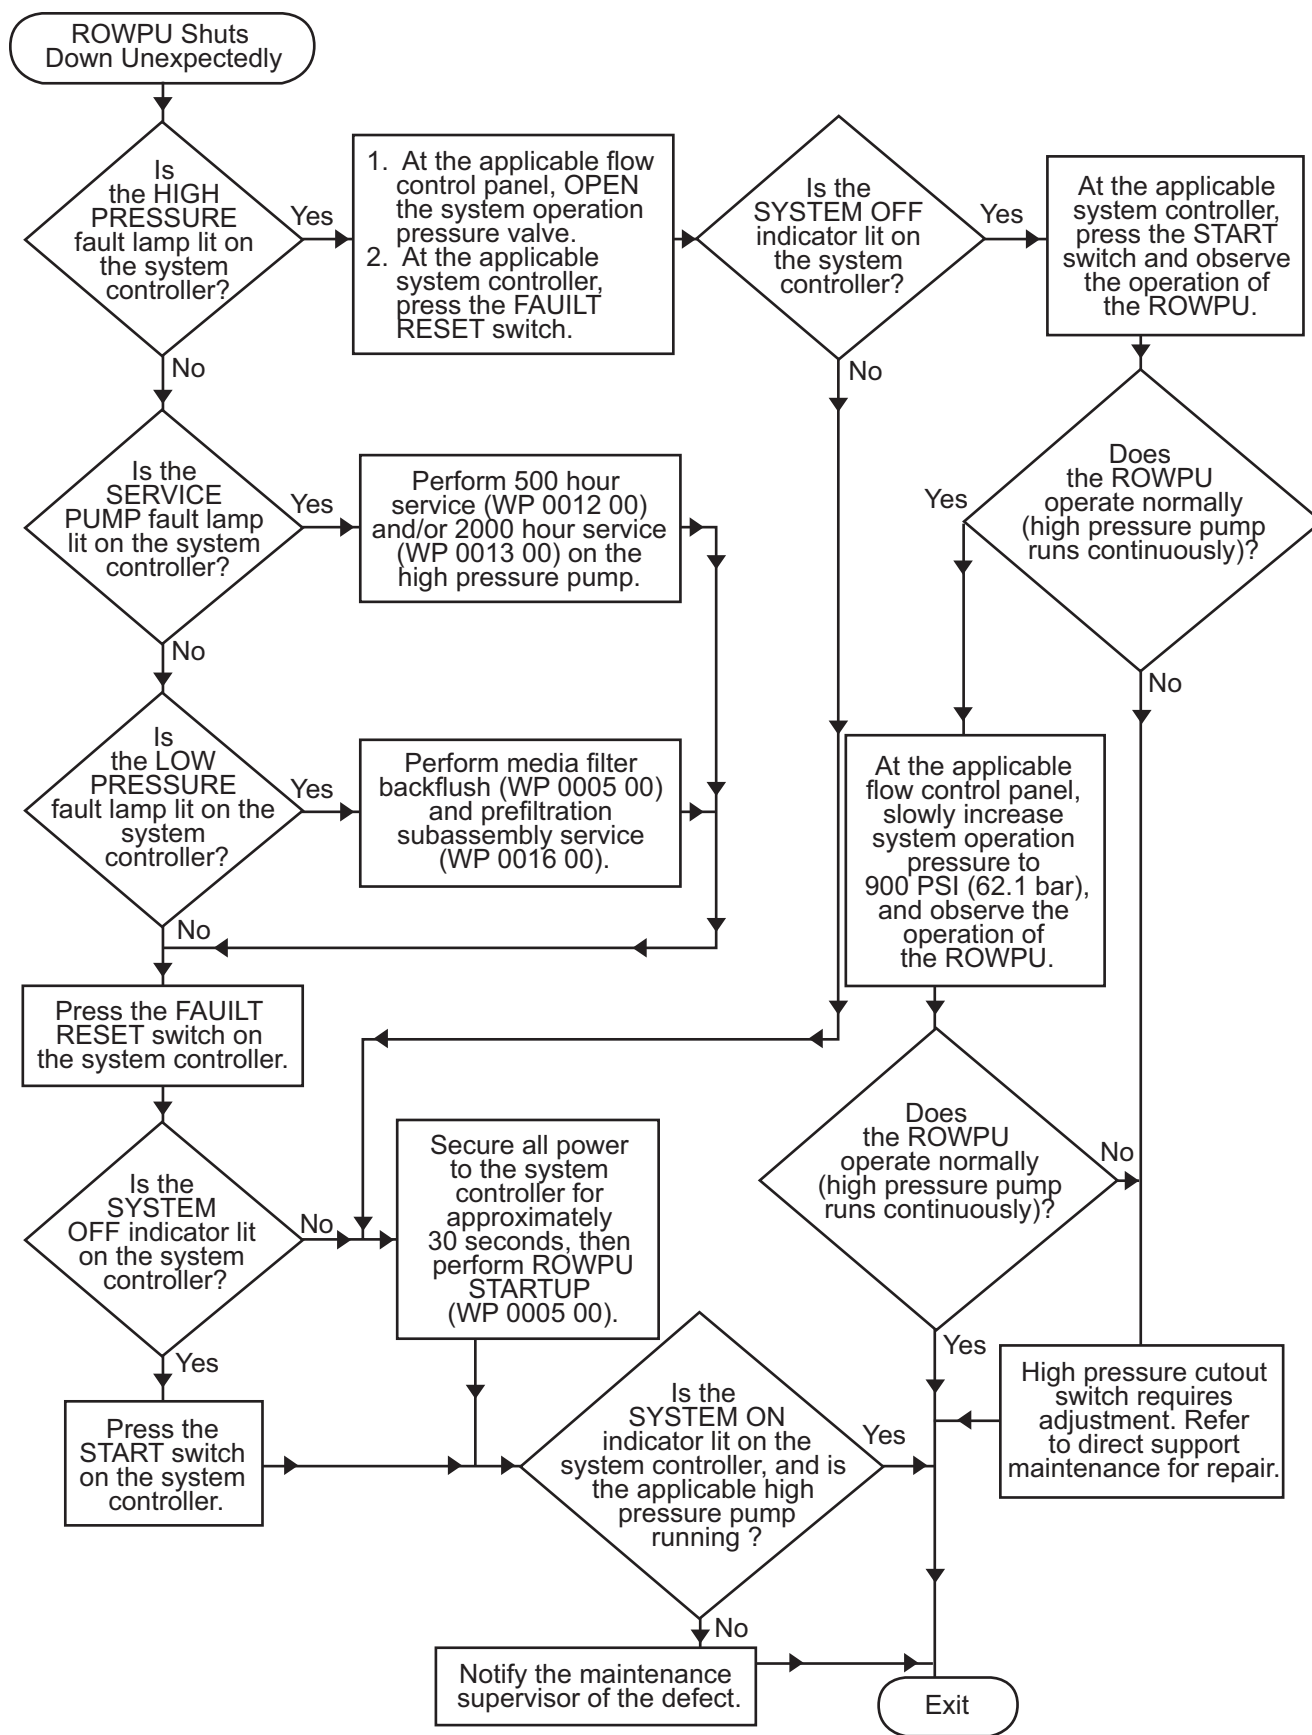 ROWPU Shuts
Down Unexpectedly
Is
the HIGH
PRESSURE
fault lamp lit on
the system
controller?
Yes
No
1. At the applicable flow
control panel, OPEN
the system operation
pressure valve.
2. At the applicable
system controller,
press the FAUILT
RESET switch.
Is the
SYSTEM OFF
indicator lit on
the system
controller?
Yes
No
At the applicable
system controller,
press the START
switch and observe
the operation of
the ROWPU.
Does
the ROWPU
operate normally
(high pressure pump
runs continuously)?
Yes
No
Is the
SERVICE
PUMP fault lamp
lit on the system
controller?
Yes
No
Perform 500 hour
service (WP 0012 00)
and/or 2000 hour service
(WP 0013 00) on the
high pressure pump.
Is
the LOW
PRESSURE
fault lamp lit on the
system
controller?
Yes
No
Perform media filter
backflush (WP 0005 00)
and prefiltration
subassembly service
(WP 0016 00).
At the applicable
flow control panel,
slowly increase
system operation
pressure to
900 PSI (62.1 bar),
and observe the
operation of
the ROWPU.
Press the FAUILT
RESET switch on
the system controller.
Is the
SYSTEM
OFF indicator lit
on the system
controller?
No
Yes
Secure all power
to the system
controller for
approximately
30 seconds, then
perform ROWPU
STARTUP
(WP 0005 00).
Does
the ROWPU
operate normally
(high pressure pump
runs continuously)?
No
Yes
High pressure cutout
switch requires
adjustment. Refer
to direct support
maintenance for repair.
Press the
START switch
on the system
controller.
Is the
SYSTEM ON
indicator lit on the
system controller, and is
the applicable high
pressure pump
running ?
Yes
No
Notify the maintenance
supervisor of the defect.
Exit